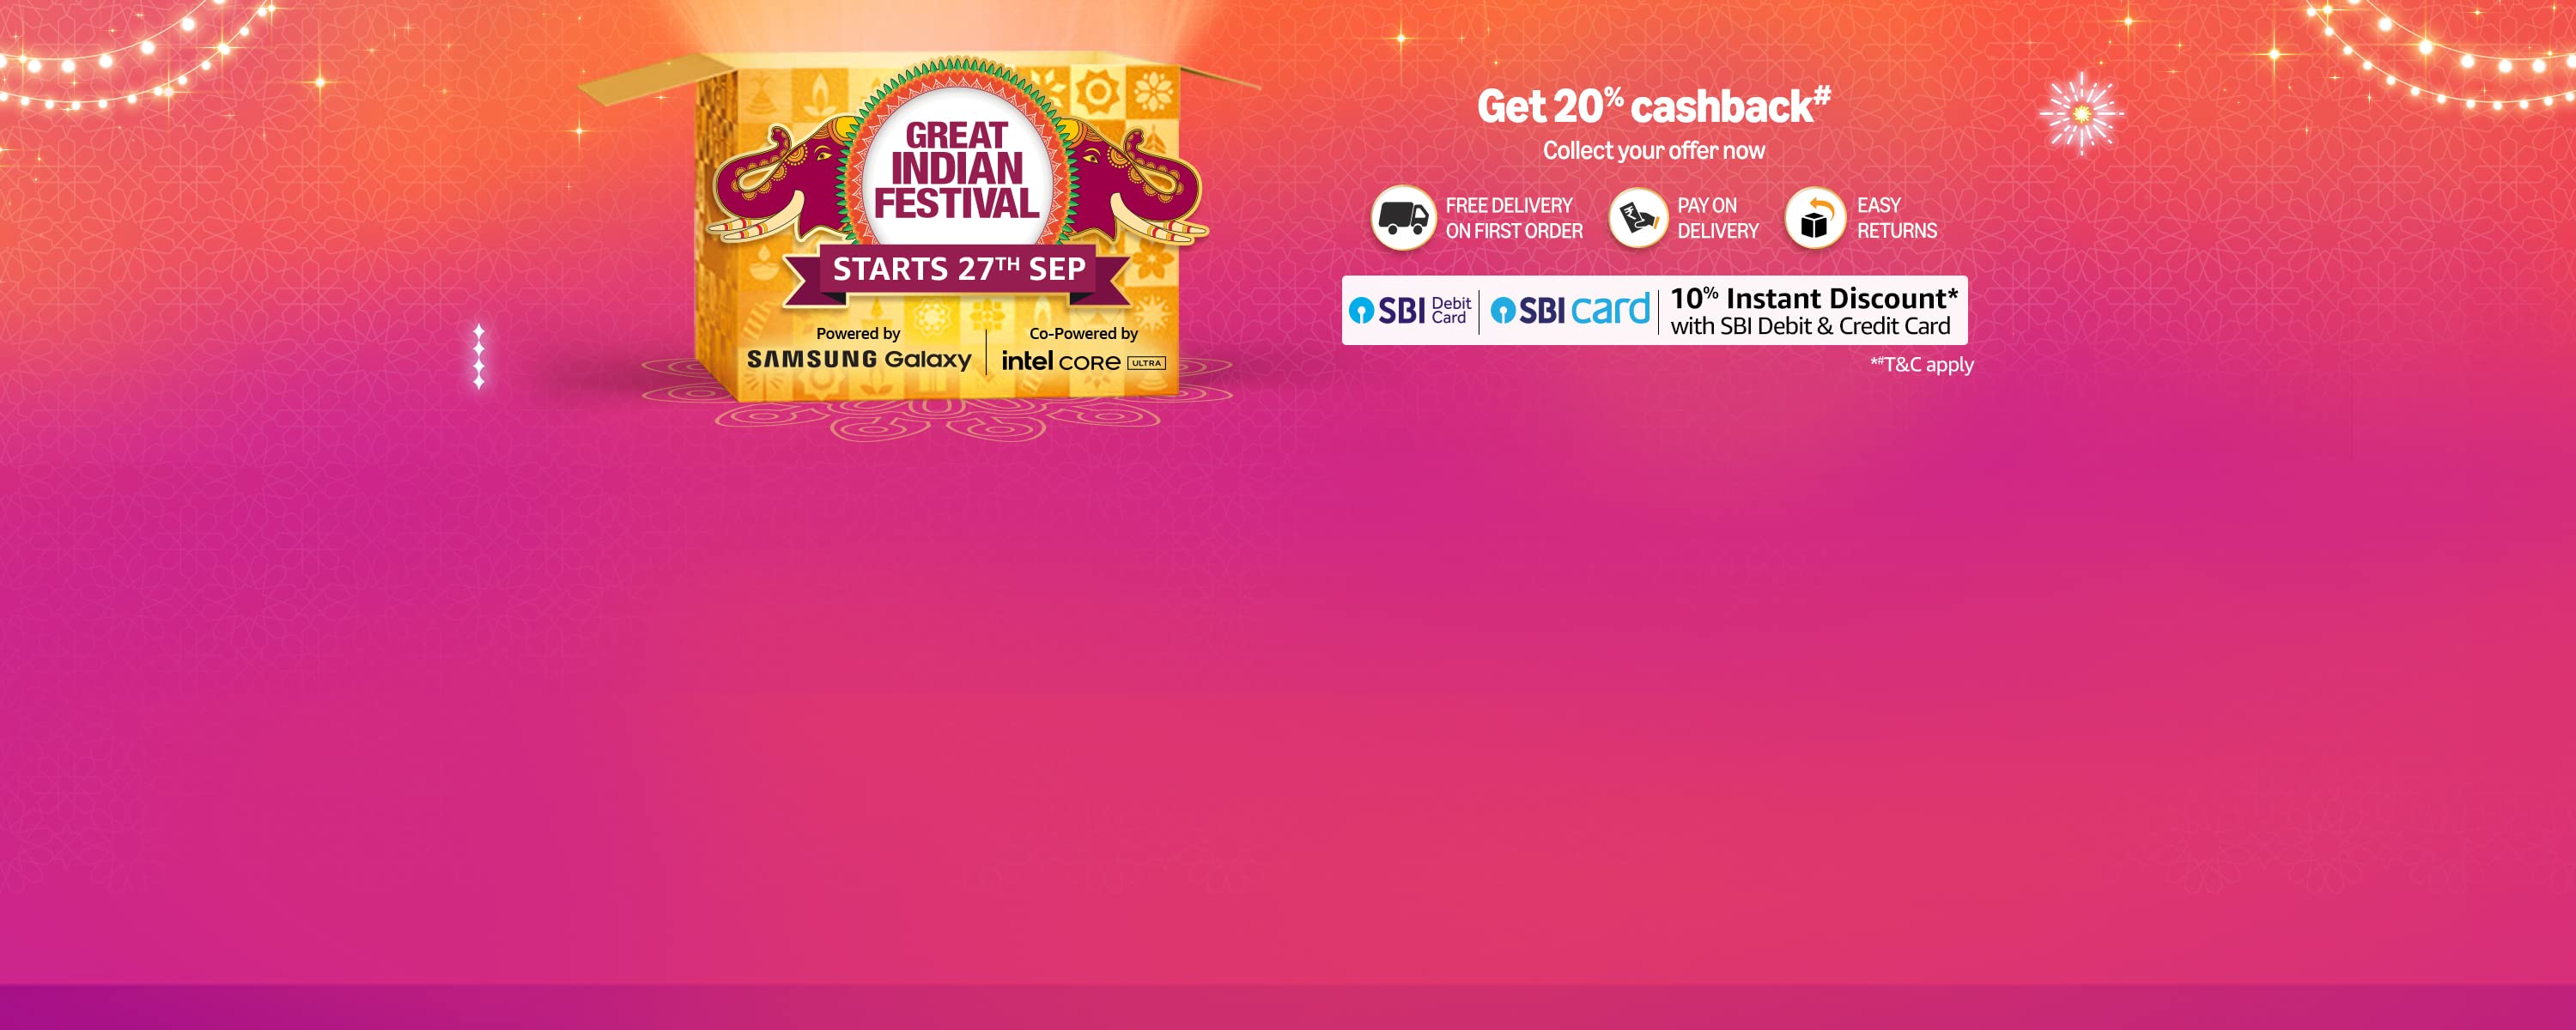 GREAT
INDIAN
FESTIVAL
STARTS 27TH SEP
Powered by
SAMSUNG Galaxy
Co-Powered by
intel CORE ULTRA
Get 20% cashback#
Collect your offer now
FREE DELIVERY
ON FIRST ORDER
PAY ON
DELIVERY
EASY
RETURNS
SBI Debit Card
SBI card
10% Instant Discount*
with SBI Debit & Credit Card
*#T&C apply